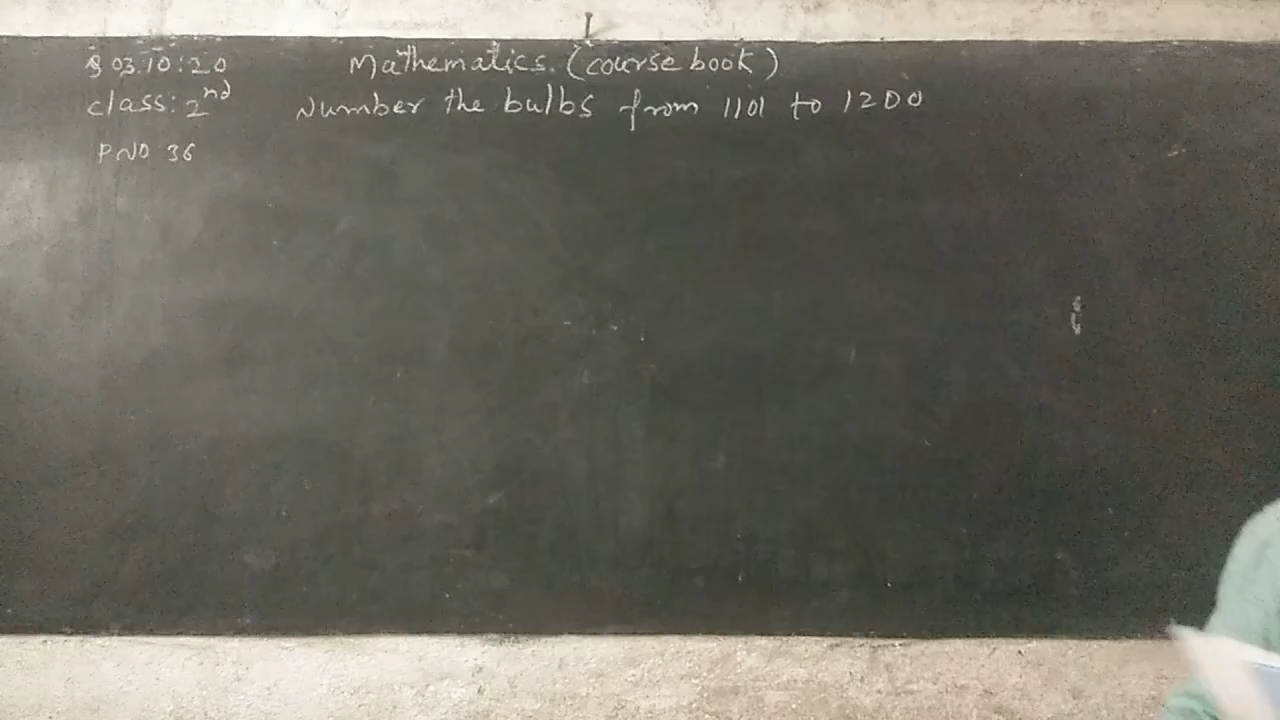 03.10:20
Mathematics. (course book)
class: 2nd
Number the bulbs from 1101 to 1200
P NO 36